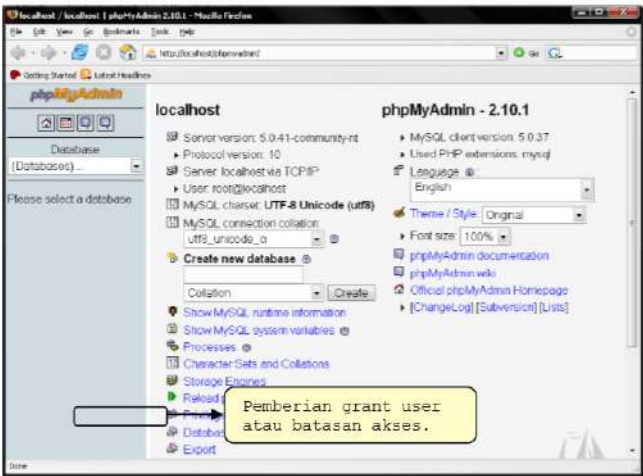 localhost / localhost | phpMyAdmin 2.10.1 - Mozilla Firefox
File Edit View Go Bookmarks Tools Help
http://localhost/phpmyadmin/
Go
Getting Started Latest Headlines
phpMyAdmin
Database
(Databases) ...
Please select a database
localhost
Server version: 5.0.41-community-nt
Protocol version: 10
Server: localhost via TCP/IP
User: root@localhost
MySQL charset: UTF-8 Unicode (utf8)
MySQL connection collation:
utf8_unicode_ci
Create new database
Collation
Create
Show MySQL runtime information
Show MySQL system variables
Processes
Character Sets and Collations
Storage Engines
Reload
Export
phpMyAdmin - 2.10.1
MySQL client version: 5.0.37
Used PHP extensions: mysql
Language
English
Theme / Style: Original
Font size: 100%
phpMyAdmin documentation
phpMyAdmin wiki
Official phpMyAdmin Homepage
[ChangeLog] [Subversion] [Lists]
Pemberian grant user
atau batasan akses.
Done